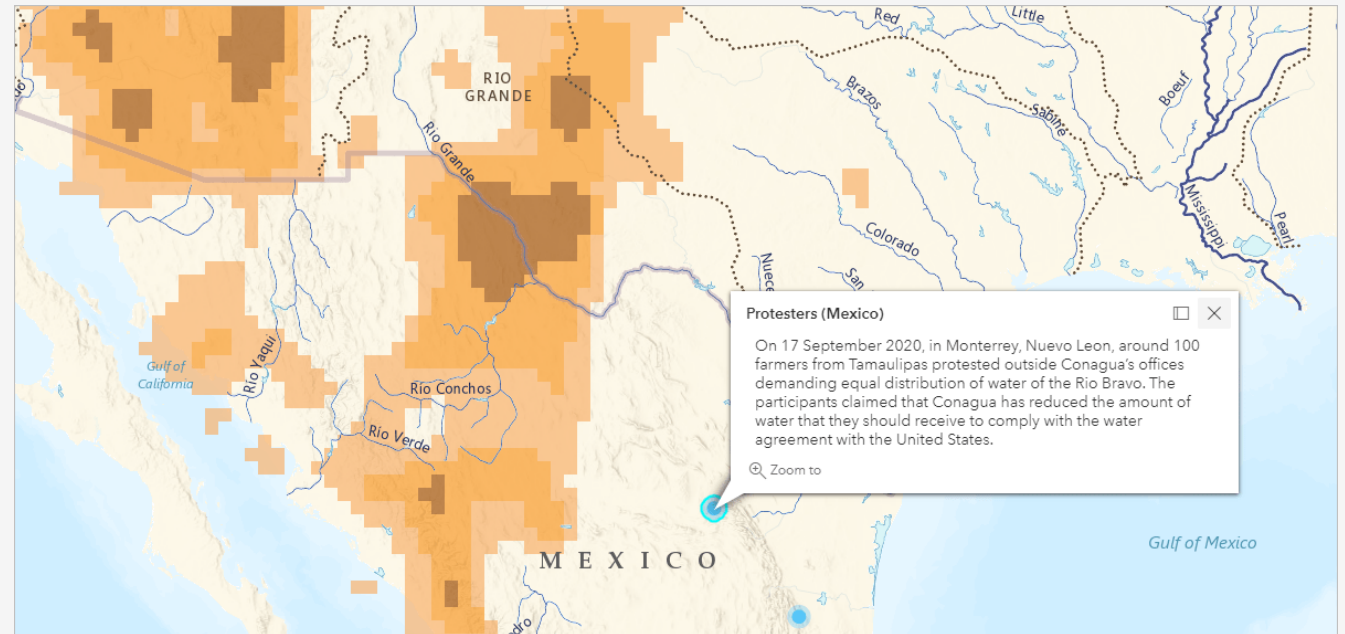 Red
Little
RIO
GRANDE
Brazos
Sabine
Boeuf
Rio Grande
Mississippi
Pearl
Colorado
San
Protesters (Mexico)
On 17 September 2020, in Monterrey, Nuevo Leon, around 100
farmers from Tamaulipas protested outside Conagua's offices
demanding equal distribution of water of the Rio Bravo. The
participants claimed that Conagua has reduced the amount of
water that they should receive to comply with the water
agreement with the United States.
Zoom to
Gulf of
California
Río Yaqui
Río Conchos
Río Verde
MEXICO
Gulf of Mexico